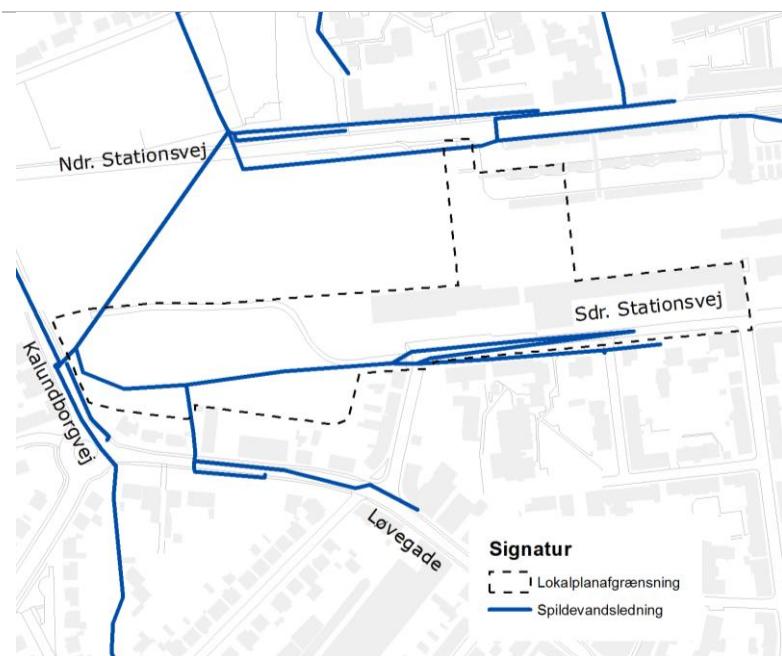 Ndr. Stationsvej
Sdr. Stationsvej
Kalundborgvej
Løvegade
Signatur
Lokalplanafgrænsning
Spildevandsledning